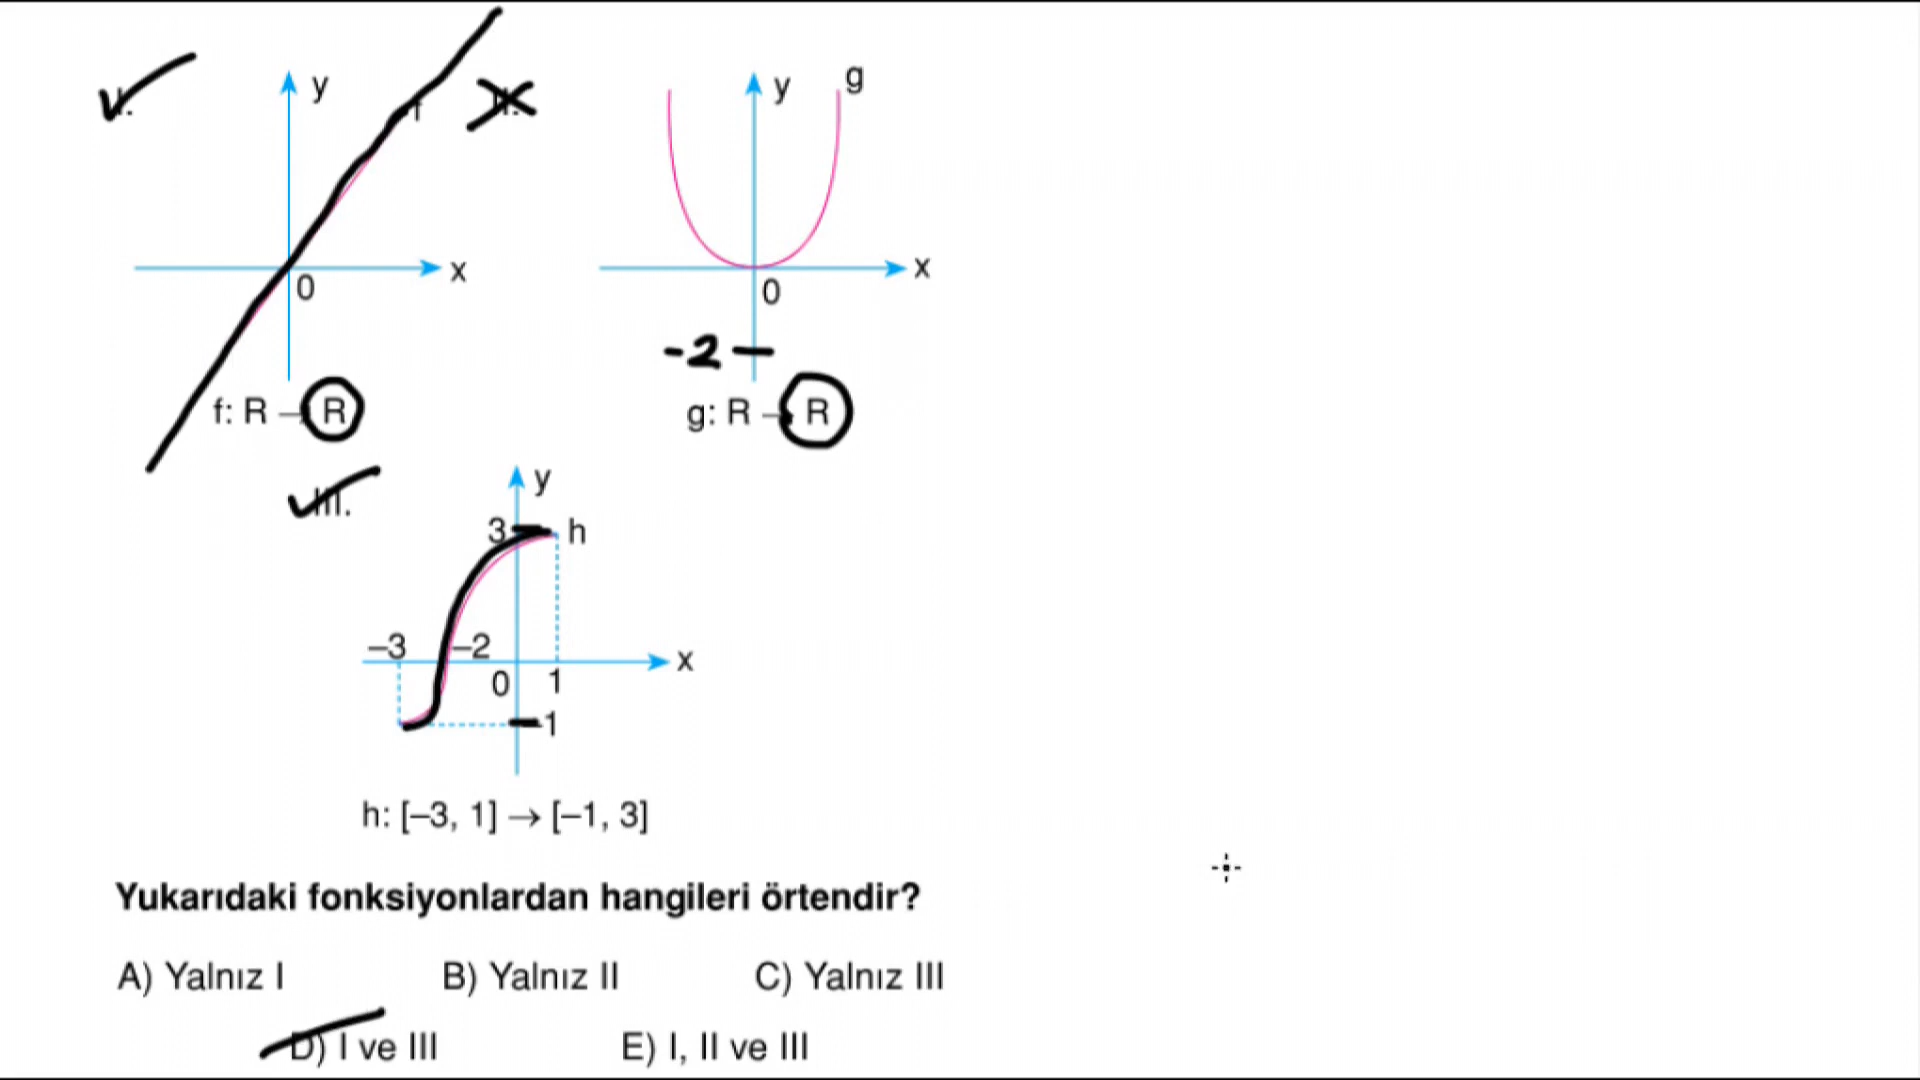 I.
y
f
x
0
f: R → R
II.
y
g
x
0
-2
g: R → R
III.
y
3
h
–3
–2
x
0
1
–1
h: [–3, 1] → [–1, 3]
Yukarıdaki fonksiyonlardan hangileri örtendir?
A) Yalnız I
B) Yalnız II
C) Yalnız III
D) I ve III
E) I, II ve III